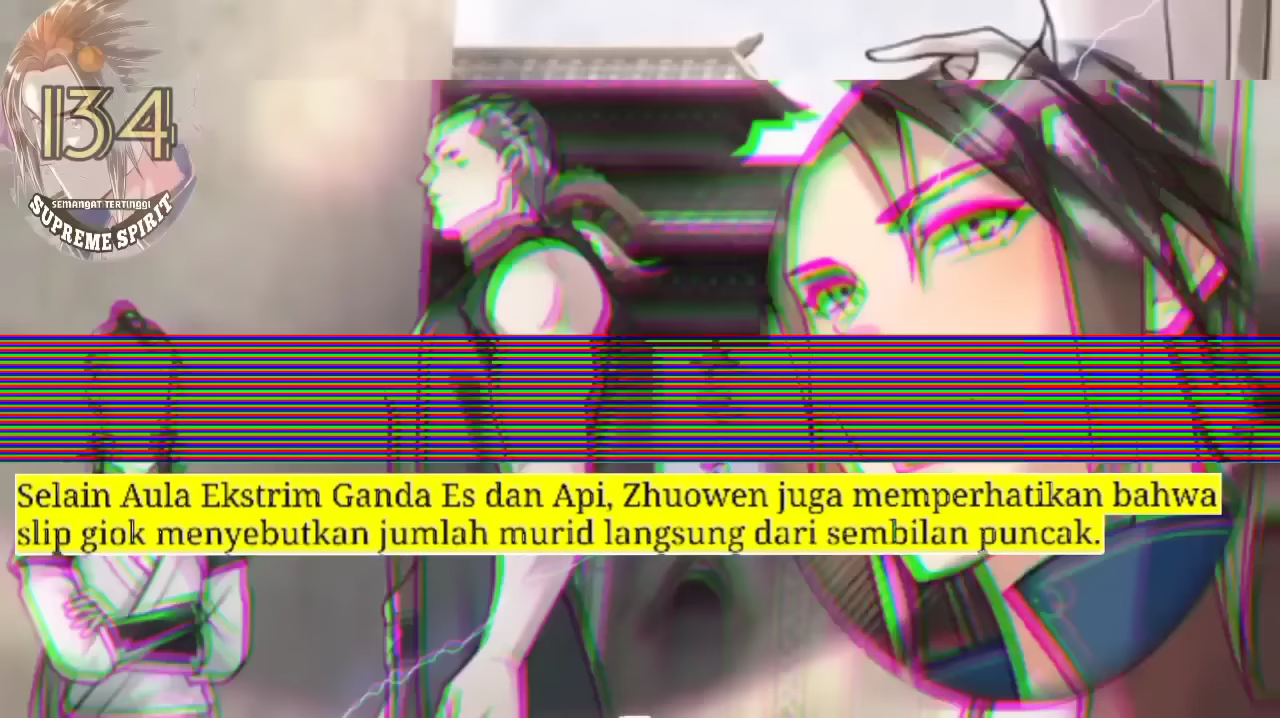 134
SEMANGAT TERTINGGI
SUPREME SPIRIT
Selain Aula Ekstrim Ganda Es dan Api, Zhuowen juga memperhatikan bahwa
slip giok menyebutkan jumlah murid langsung dari sembilan puncak.